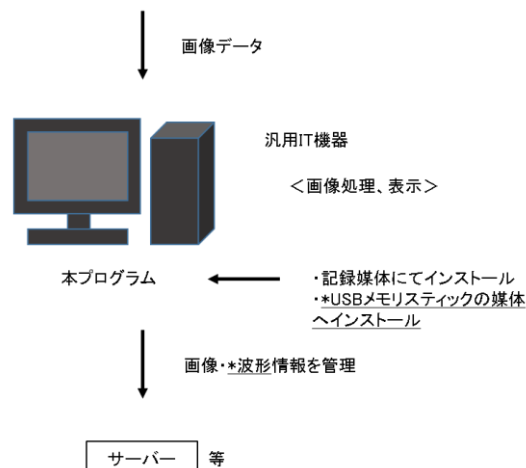 画像データ
汎用IT機器
＜画像処理、表示＞
本プログラム
・記録媒体にてインストール
・*USBメモリスティックの媒体
へインストール
画像・*波形情報を管理
サーバー 等